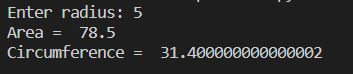 Enter radius: 5
Area =  78.5
Circumference =  31.400000000000002